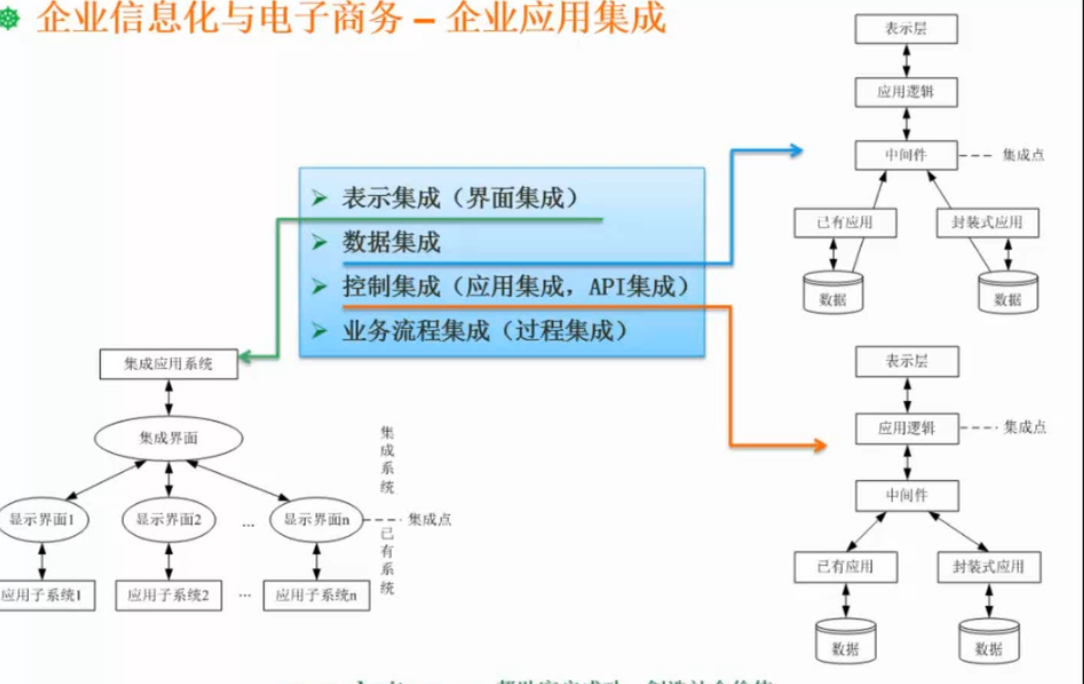 企业信息化与电子商务 – 企业应用集成
表示集成（界面集成）
数据集成
控制集成（应用集成，API集成）
业务流程集成（过程集成）
表示层
应用逻辑
中间件
集成点
已有应用
封装式应用
数据
数据
表示层
应用逻辑
集成点
中间件
已有应用
封装式应用
数据
数据
集成应用系统
集成界面
集成系统
显示界面1
显示界面2
...
显示界面n
集成点
已有系统
应用子系统1
应用子系统2
...
应用子系统n